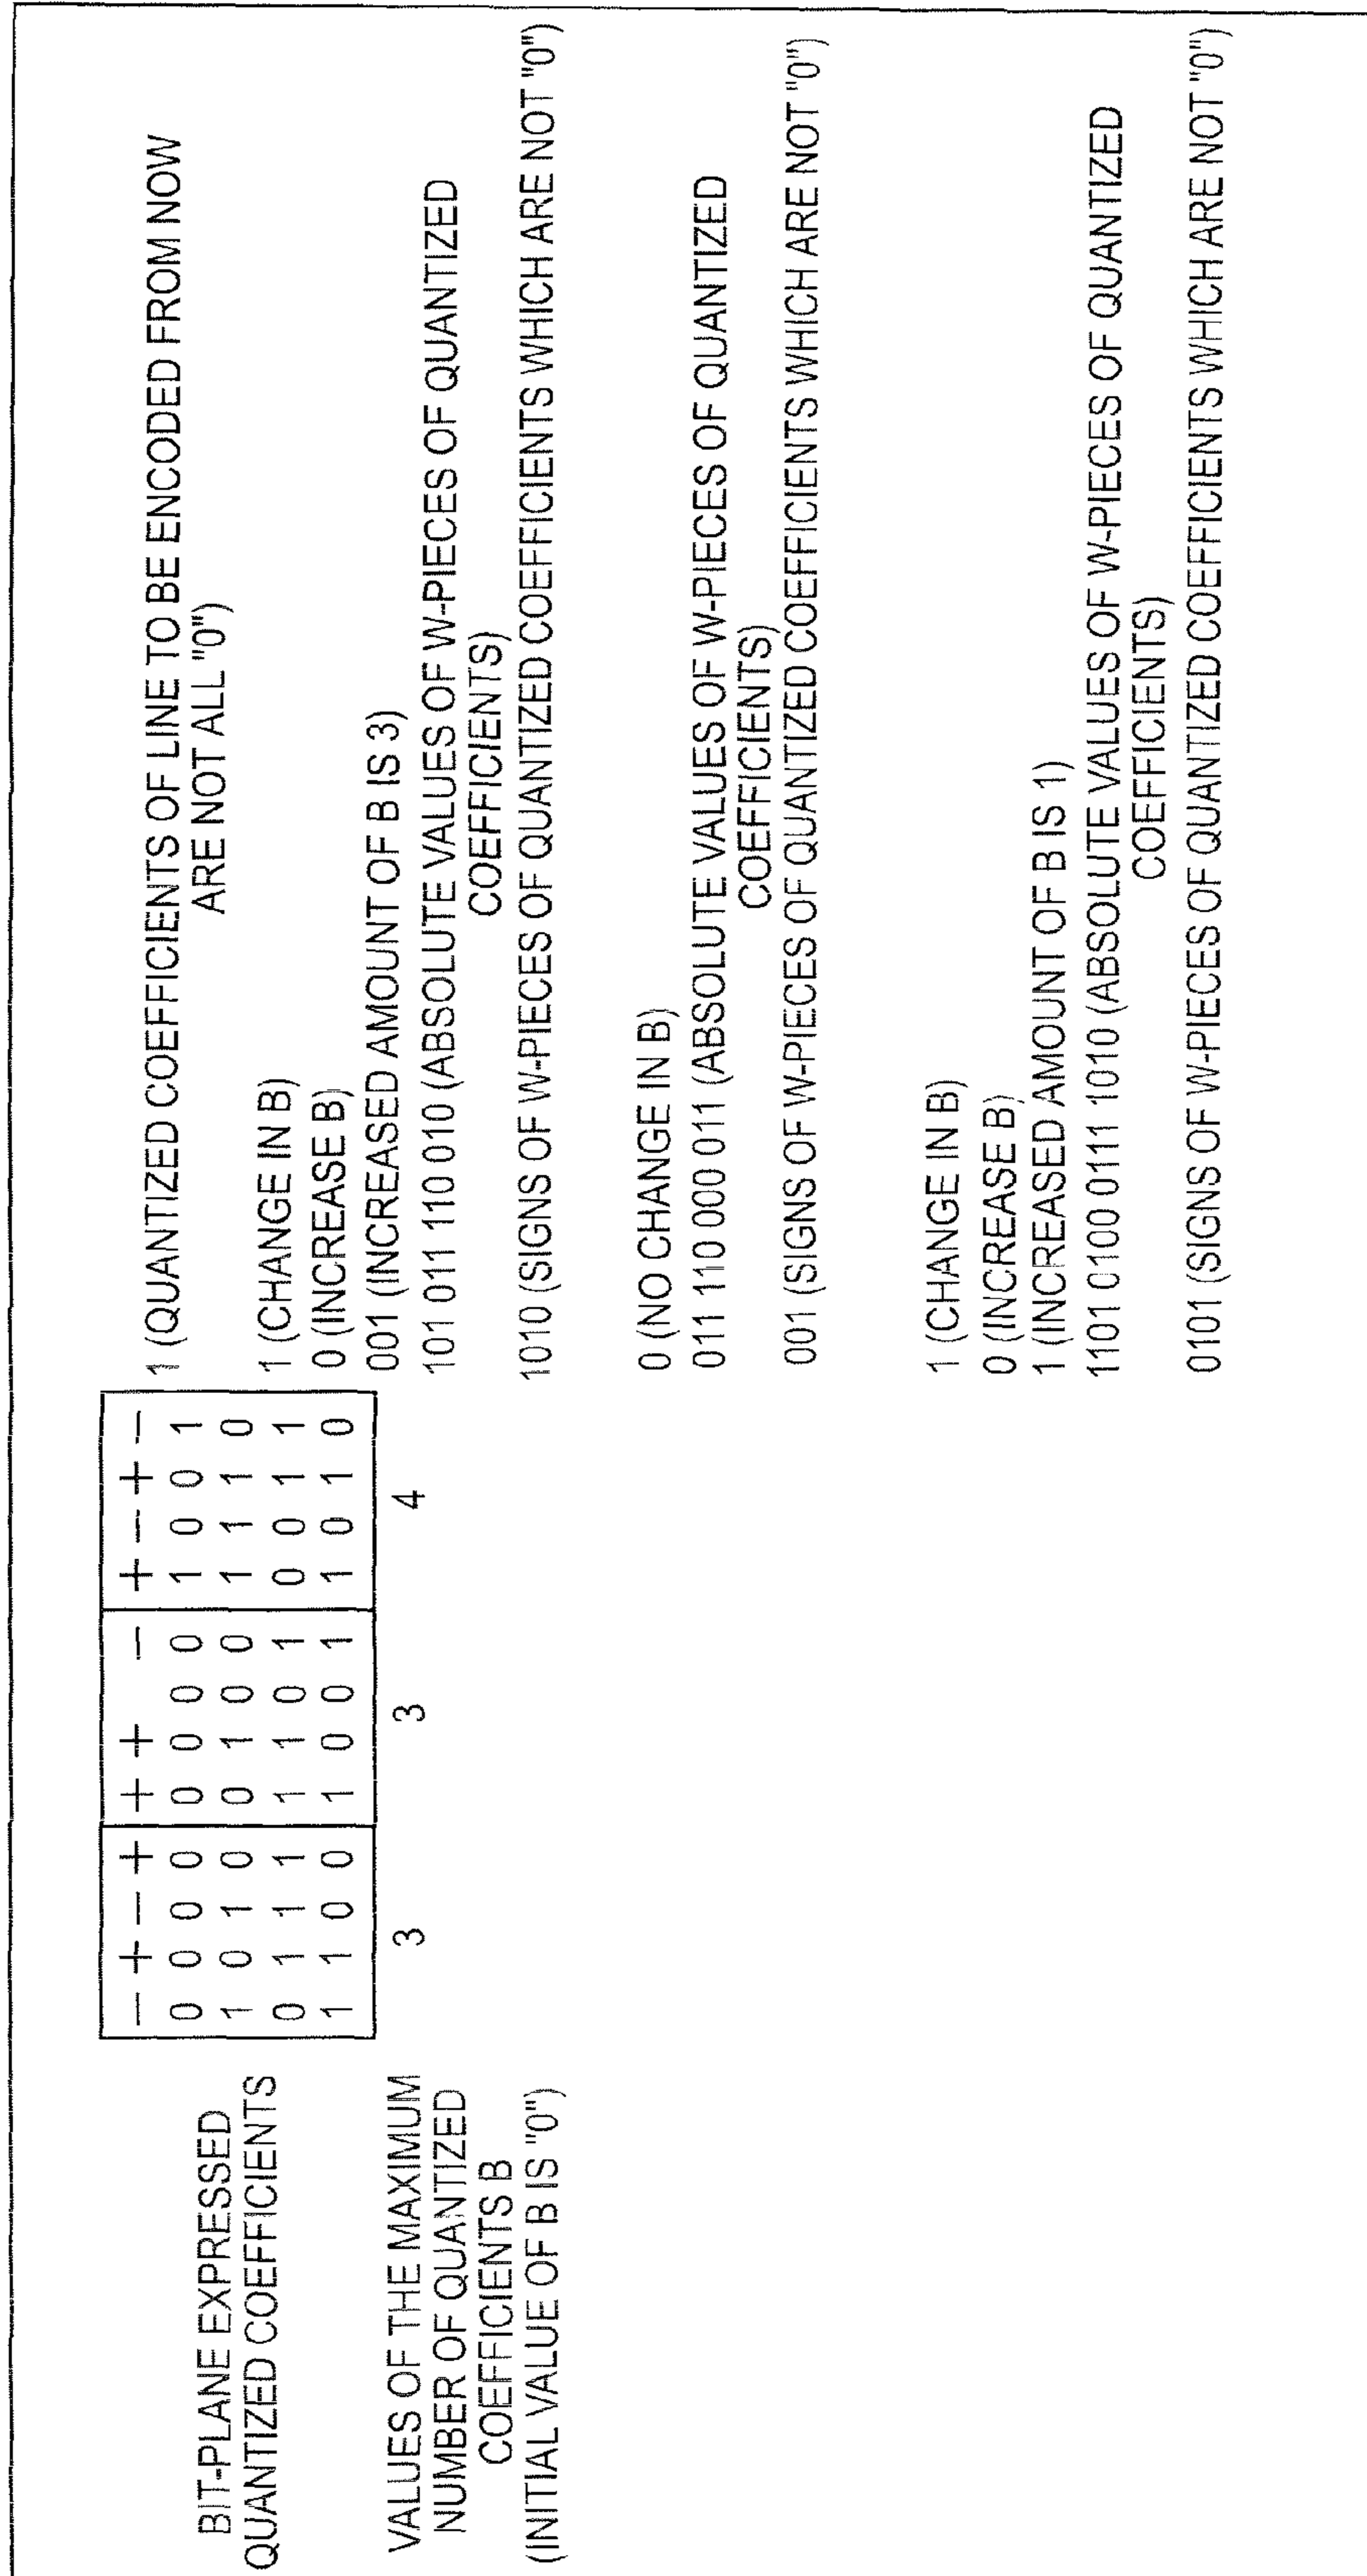 BIT-PLANE EXPRESSED
QUANTIZED COEFFICIENTS
− + − + + + − + − + −
0 0 0 0 0 0 0 0 1 0 0 1
1 0 1 0 0 1 0 0 1 1 1 0
0 1 1 1 1 1 0 1 0 0 1 1
1 1 0 0 1 0 0 1 1 0 1 0
VALUES OF THE MAXIMUM
NUMBER OF QUANTIZED
COEFFICIENTS B
(INITIAL VALUE OF B IS "0")
3 3 4
1 (QUANTIZED COEFFICIENTS OF LINE TO BE ENCODED FROM NOW
ARE NOT ALL "0")
1 (CHANGE IN B)
0 (INCREASE B)
001 (INCREASED AMOUNT OF B IS 3)
101 011 110 010 (ABSOLUTE VALUES OF W-PIECES OF QUANTIZED
COEFFICIENTS)
1010 (SIGNS OF W-PIECES OF QUANTIZED COEFFICIENTS WHICH ARE NOT "0")
0 (NO CHANGE IN B)
011 110 000 011 (ABSOLUTE VALUES OF W-PIECES OF QUANTIZED
COEFFICIENTS)
001 (SIGNS OF W-PIECES OF QUANTIZED COEFFICIENTS WHICH ARE NOT "0")
1 (CHANGE IN B)
0 (INCREASE B)
1 (INCREASED AMOUNT OF B IS 1)
1101 0100 0111 1010 (ABSOLUTE VALUES OF W-PIECES OF QUANTIZED
COEFFICIENTS)
0101 (SIGNS OF W-PIECES OF QUANTIZED COEFFICIENTS WHICH ARE NOT "0")